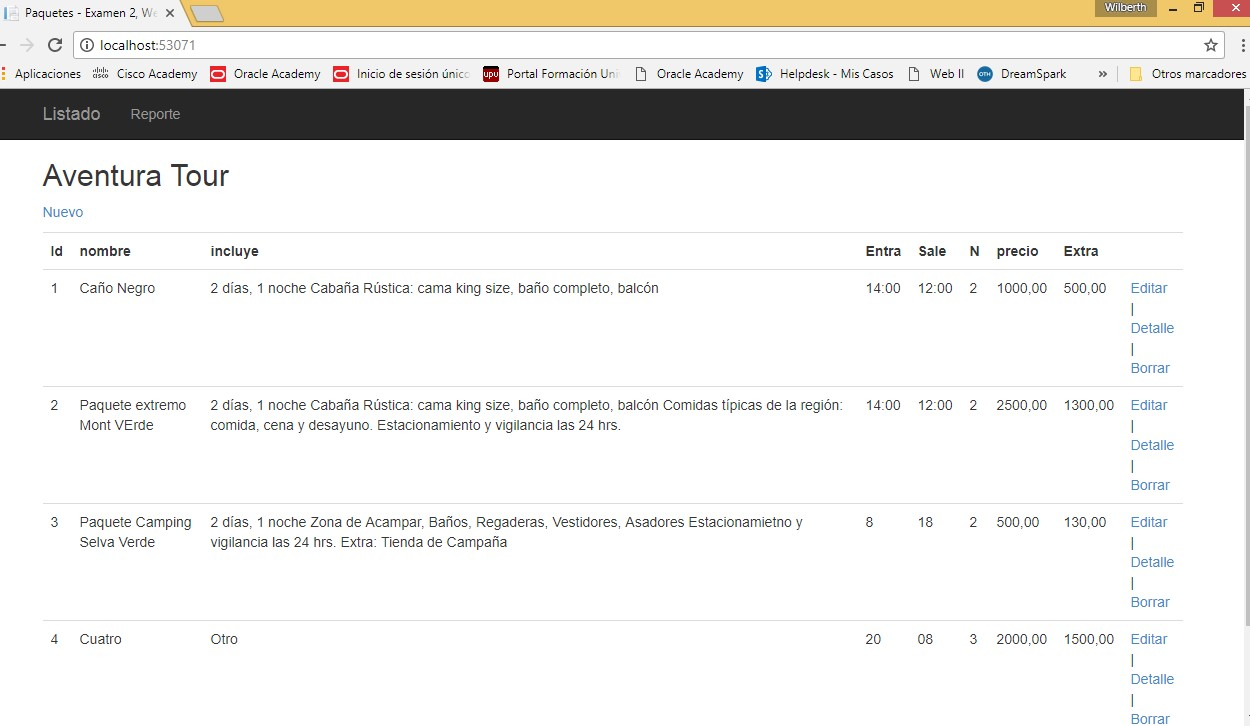 Paquetes - Examen 2, We
Wilberth
localhost:53071
Aplicaciones Cisco Academy Oracle Academy Inicio de sesión único upu Portal Formación Uni Oracle Academy Helpdesk - Mis Casos Web II DreamSpark » Otros marcadores
Listado Reporte
Aventura Tour
Nuevo
Id nombre incluye Entra Sale N precio Extra
1 Caño Negro 2 días, 1 noche Cabaña Rústica: cama king size, baño completo, balcón 14:00 12:00 2 1000,00 500,00 Editar
|
Detalle
|
Borrar
2 Paquete extremo 2 días, 1 noche Cabaña Rústica: cama king size, baño completo, balcón Comidas típicas de la región: 14:00 12:00 2 2500,00 1300,00 Editar
Mont VErde comida, cena y desayuno. Estacionamiento y vigilancia las 24 hrs. |
Detalle
|
Borrar
3 Paquete Camping 2 días, 1 noche Zona de Acampar, Baños, Regaderas, Vestidores, Asadores Estacionamietno y 8 18 2 500,00 130,00 Editar
Selva Verde vigilancia las 24 hrs. Extra: Tienda de Campaña |
Detalle
|
Borrar
4 Cuatro Otro 20 08 3 2000,00 1500,00 Editar
|
Detalle
|
Borrar